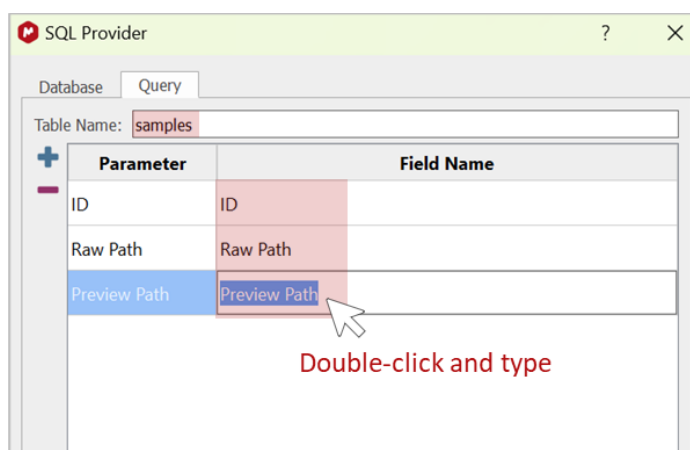 SQL Provider ? ✕
Database Query
Table Name: samples
Parameter Field Name
ID ID
Raw Path Raw Path
Preview Path Preview Path
Double-click and type